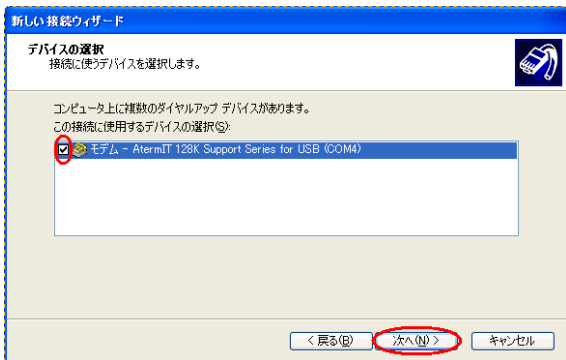 新しい接続ウィザード
デバイスの選択
接続に使うデバイスを選択します。
コンピュータ上に複数のダイヤルアップ デバイスがあります。
この接続に使用するデバイスの選択(S):
モデム - AtermIT 128K Support Series for USB (COM4)
< 戻る(B)
次へ(N) >
キャンセル